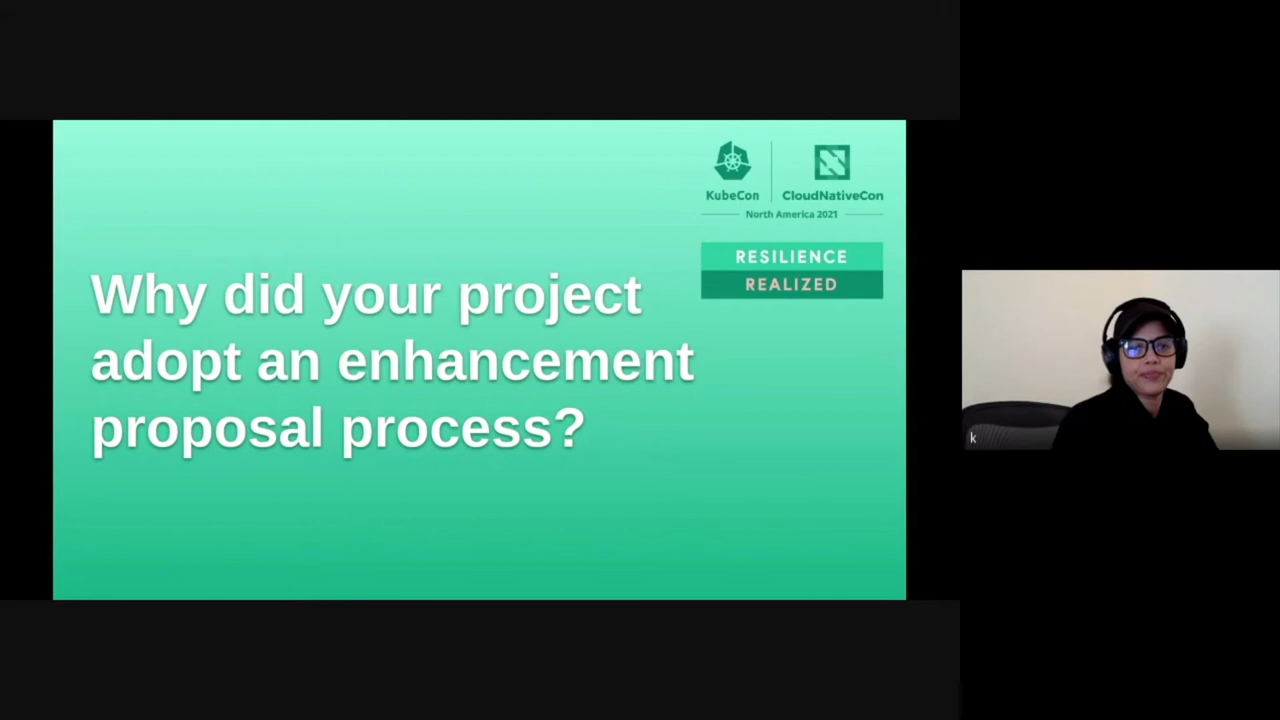 KubeCon
CloudNativeCon
North America 2021
RESILIENCE
REALIZED
Why did your project
adopt an enhancement
proposal process?
k